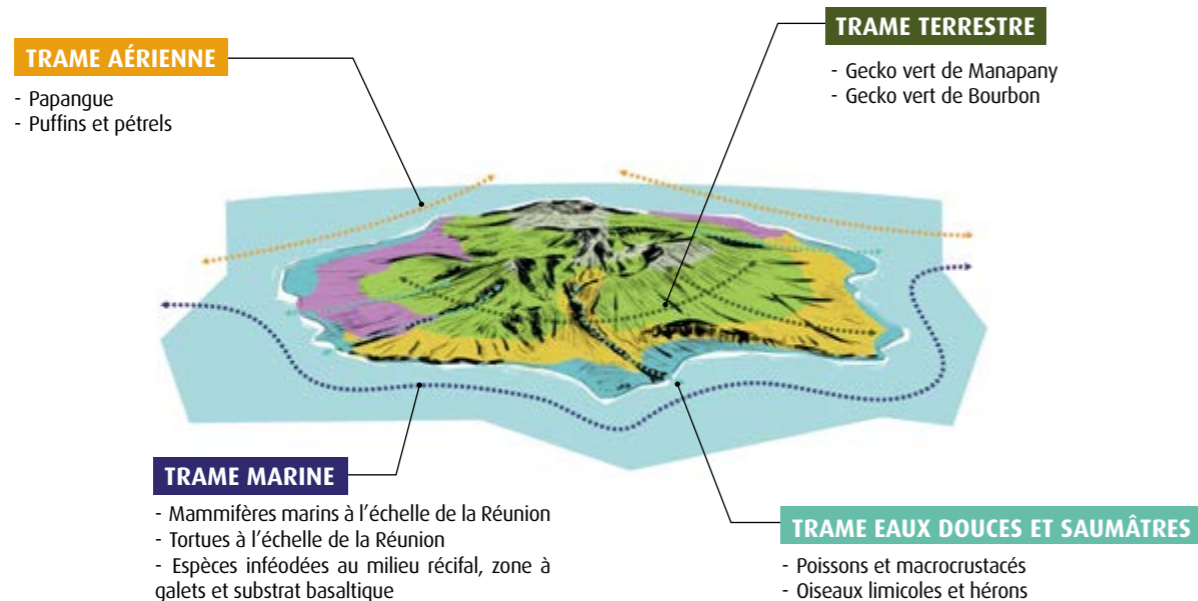 TRAME AÉRIENNE
- Papangue
- Puffins et pétrels
TRAME TERRESTRE
- Gecko vert de Manapany
- Gecko vert de Bourbon
TRAME MARINE
- Mammifères marins à l’échelle de la Réunion
- Tortues à l’échelle de la Réunion
- Espèces inféodées au milieu récifal, zone à
galets et substrat basaltique
TRAME EAUX DOUCES ET SAUMÂTRES
- Poissons et macrocrustacés
- Oiseaux limicoles et hérons